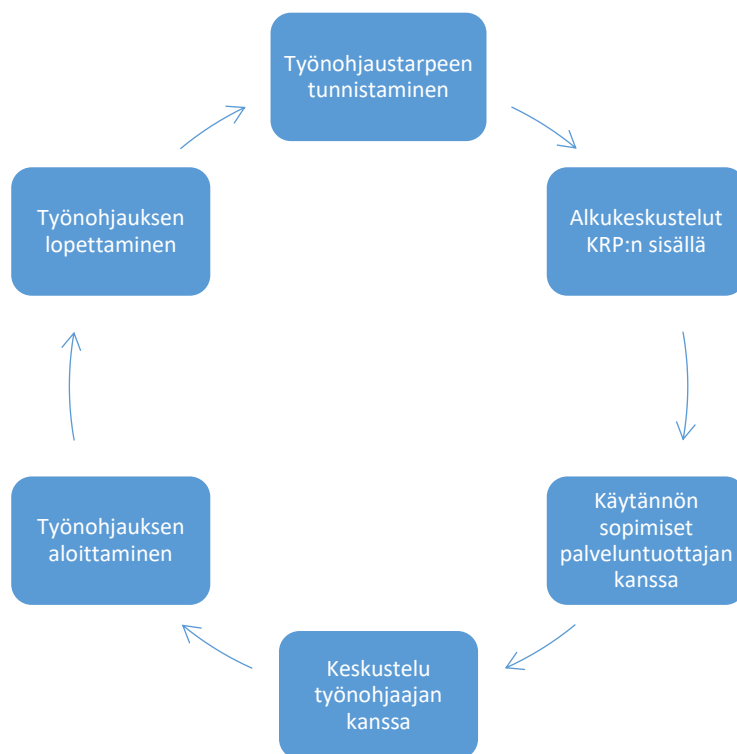 Työnohjaustarpeen
tunnistaminen
Alkukeskustelut
KRP:n sisällä
Käytännön
sopimiset
palveluntuottajan
kanssa
Keskustelu
työnohjaajan
kanssa
Työnohjauksen
aloittaminen
Työnohjauksen
lopettaminen